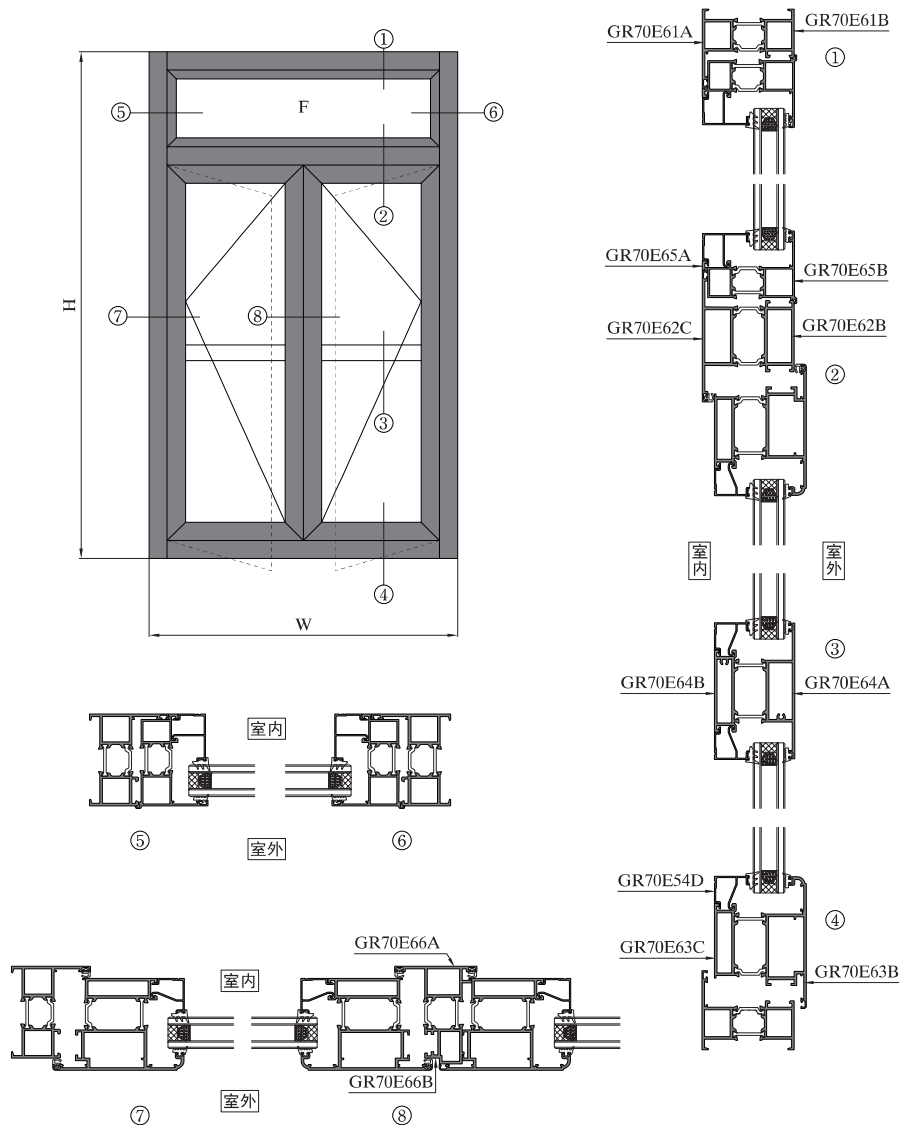 ①
⑤
F
⑥
②
H
⑦
⑧
③
④
W
GR70E61A
GR70E61B
①
GR70E65A
GR70E65B
GR70E62C
GR70E62B
②
室内
室外
③
GR70E64B
GR70E64A
GR70E54D
④
GR70E63C
GR70E63B
室内
⑤
⑥
室外
GR70E66A
室内
GR70E66B
室外
⑦
⑧